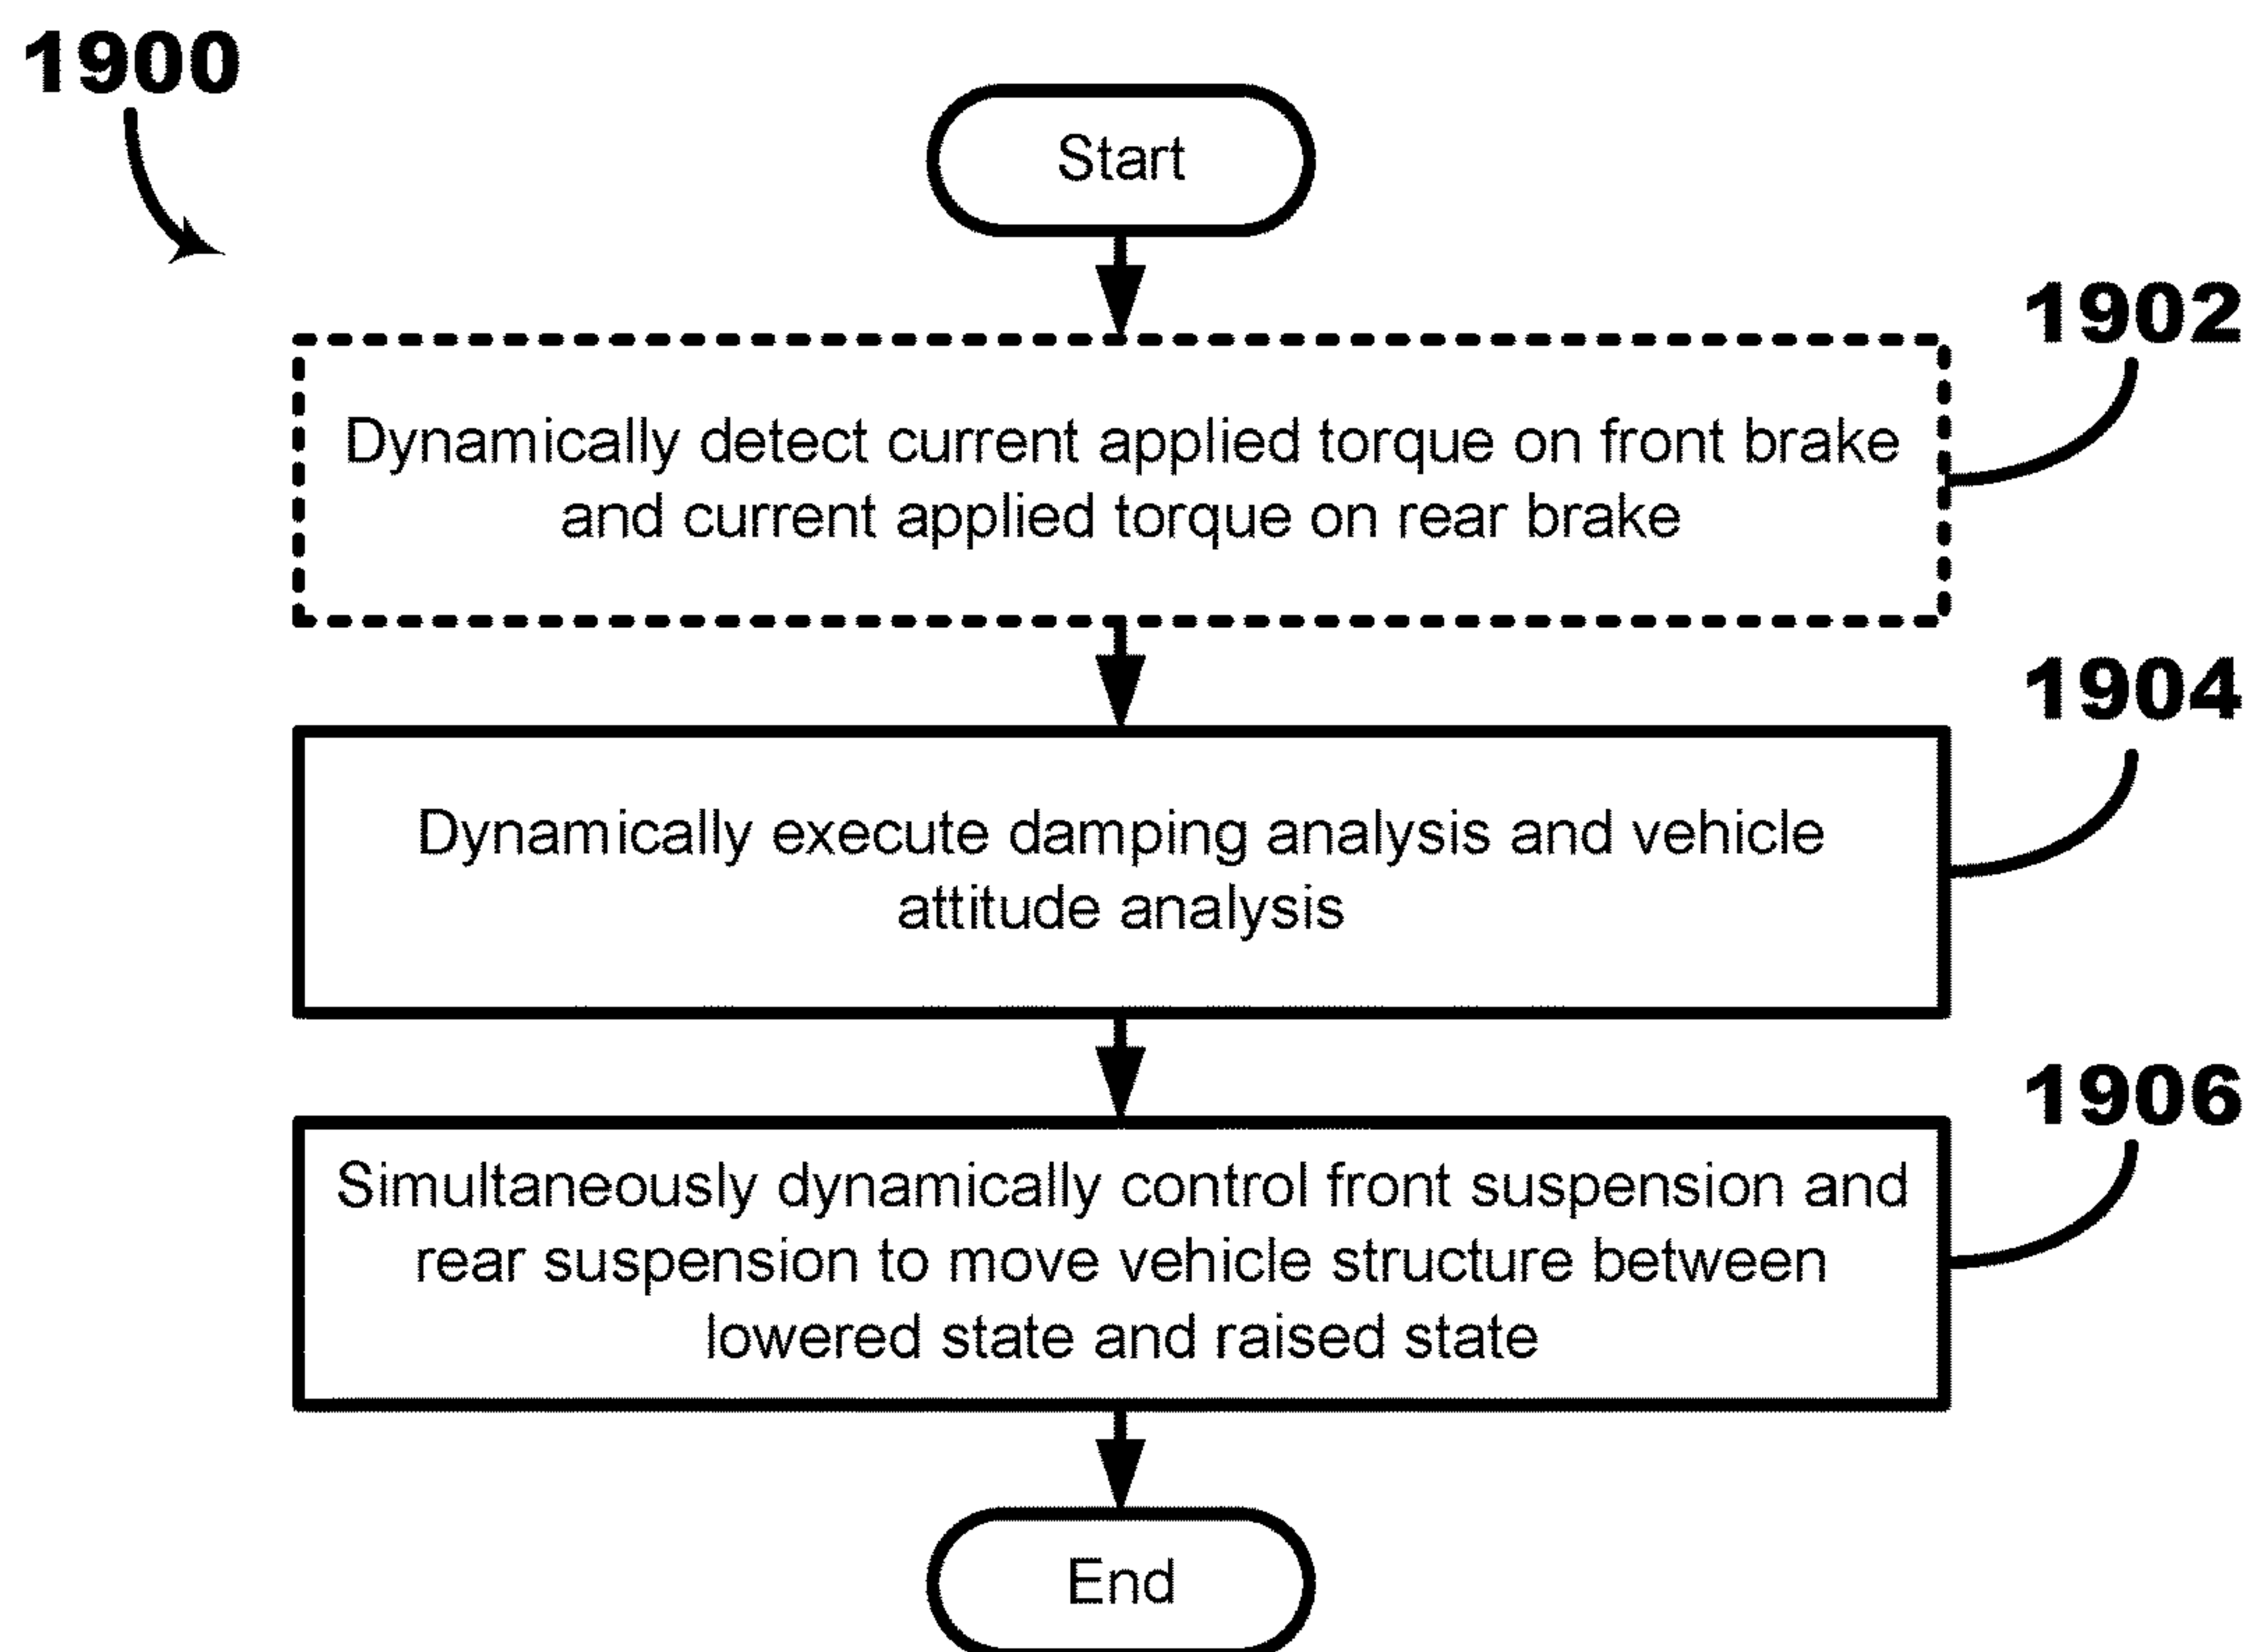 1900
Start
1902
Dynamically detect current applied torque on front brake
and current applied torque on rear brake
1904
Dynamically execute damping analysis and vehicle
attitude analysis
1906
Simultaneously dynamically control front suspension and
rear suspension to move vehicle structure between
lowered state and raised state
End